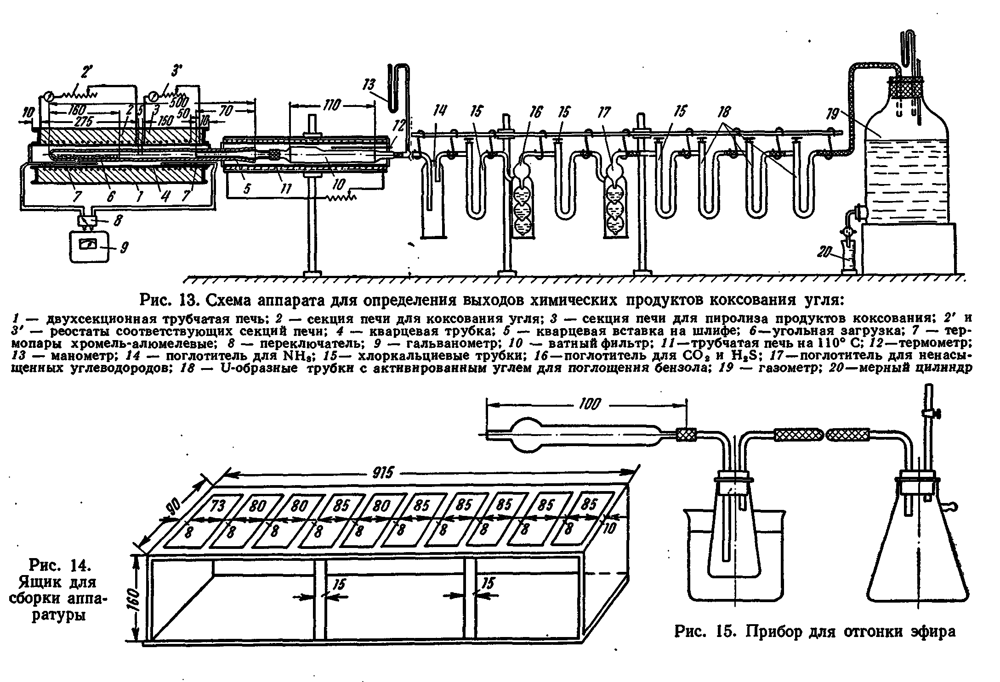 2' 3'
500
10 160 2 5 3 50 70 110 13 14 15 16 15 17 15 18 19
275 150 10 12
5 11 10
7 6 1 4 7
8
9
20
Рис. 13. Схема аппарата для определения выходов химических продуктов коксования угля:
1 — двухсекционная трубчатая печь; 2 — секция печи для коксования угля; 3 — секция печи для пиролиза продуктов коксования; 2' и
3' — реостаты соответствующих секций печи; 4 — кварцевая трубка; 5 — кварцевая вставка на шлифе; 6—угольная загрузка; 7 — тер-
мопары хромель-алюмелевые; 8 — переключатель; 9 — гальванометр; 10 — ватный фильтр; 11—трубчатая печь на 110° С; 12—термометр;
13 — манометр; 14 — поглотитель для NH₃; 15— хлоркальциевые трубки; 16—поглотитель для CO₂ и H₂S; 17—поглотитель для ненасы-
щенных углеводородов; 18 — U-образные трубки с активированным углем для поглощения бензола; 19 — газометр; 20—мерный цилиндр
100
915
90
73 80 80 85 80 85 85 85 85 85
8 8 8 8 8 8 8 8 8 8 10
160
15 15
Рис. 14.
Ящик для
сборки аппа-
ратуры
Рис. 15. Прибор для отгонки эфира